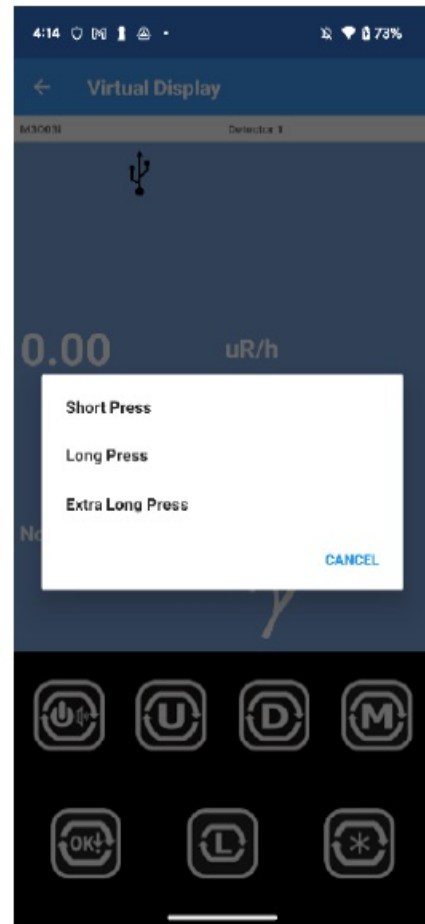 4:14 73%
Virtual Display
M3003I Detector 1
0.00 uR/h
Short Press
Long Press
Extra Long Press
No
CANCEL
γ
U D M
OK L *